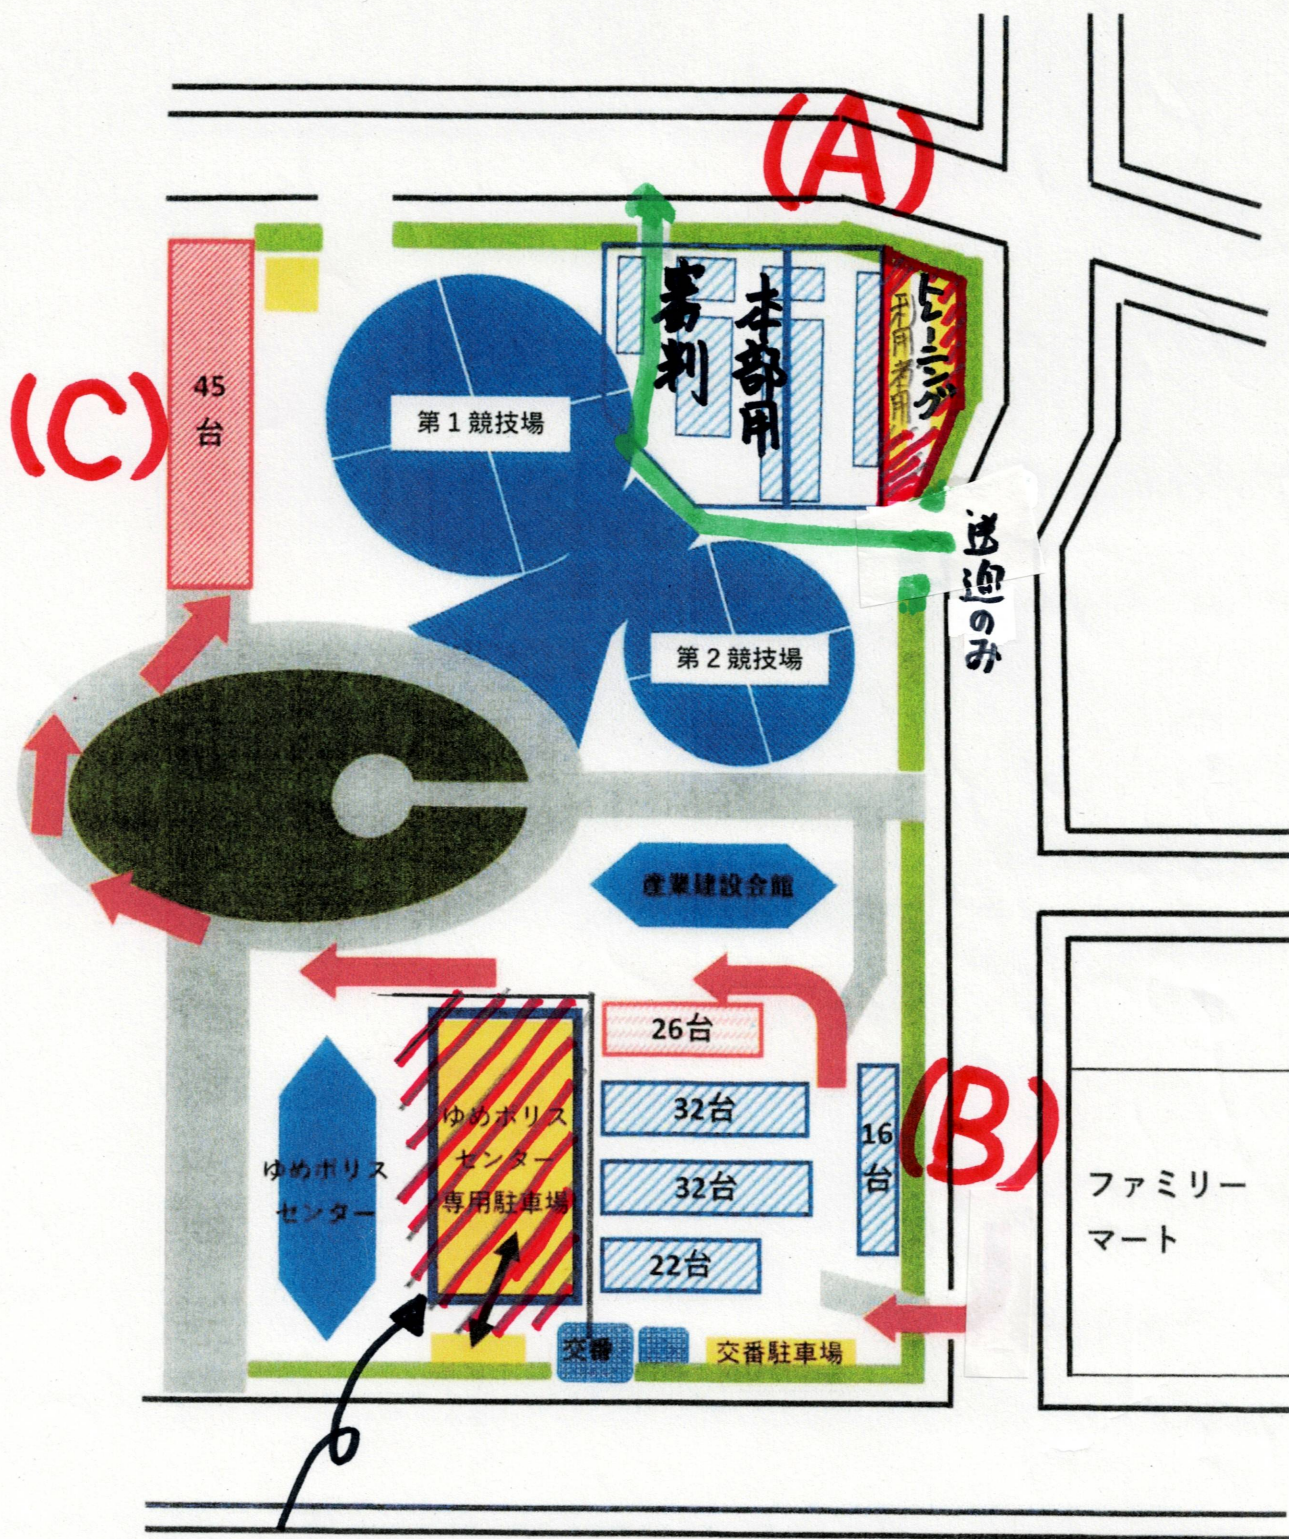 (A)
審判
本部用
トレーニング
利用者用
(C)
45
台
第1競技場
送迎のみ
第2競技場
産業建設会館
26台
32台
(B)
16
台
ゆめポリス
センター
専用駐車場
ゆめポリス
センター
32台
ファミリー
マート
22台
交番
交番駐車場